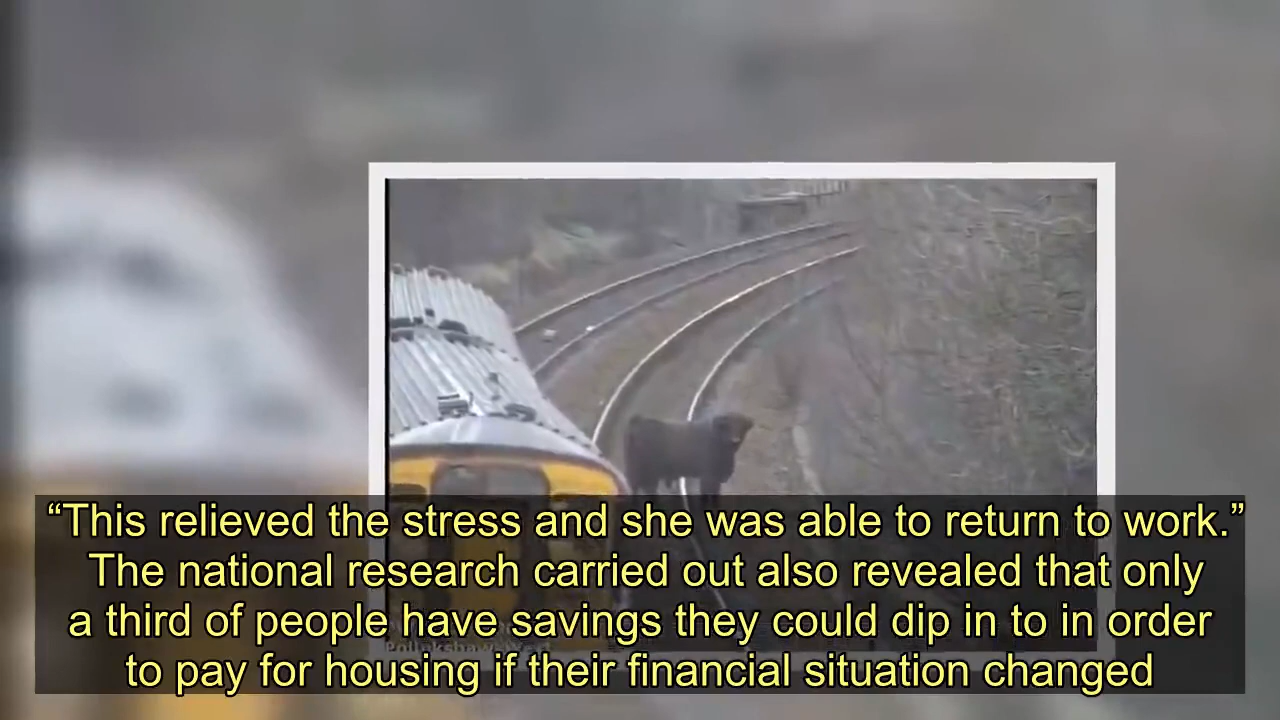 “This relieved the stress and she was able to return to work.”
The national research carried out also revealed that only
a third of people have savings they could dip in to in order
to pay for housing if their financial situation changed